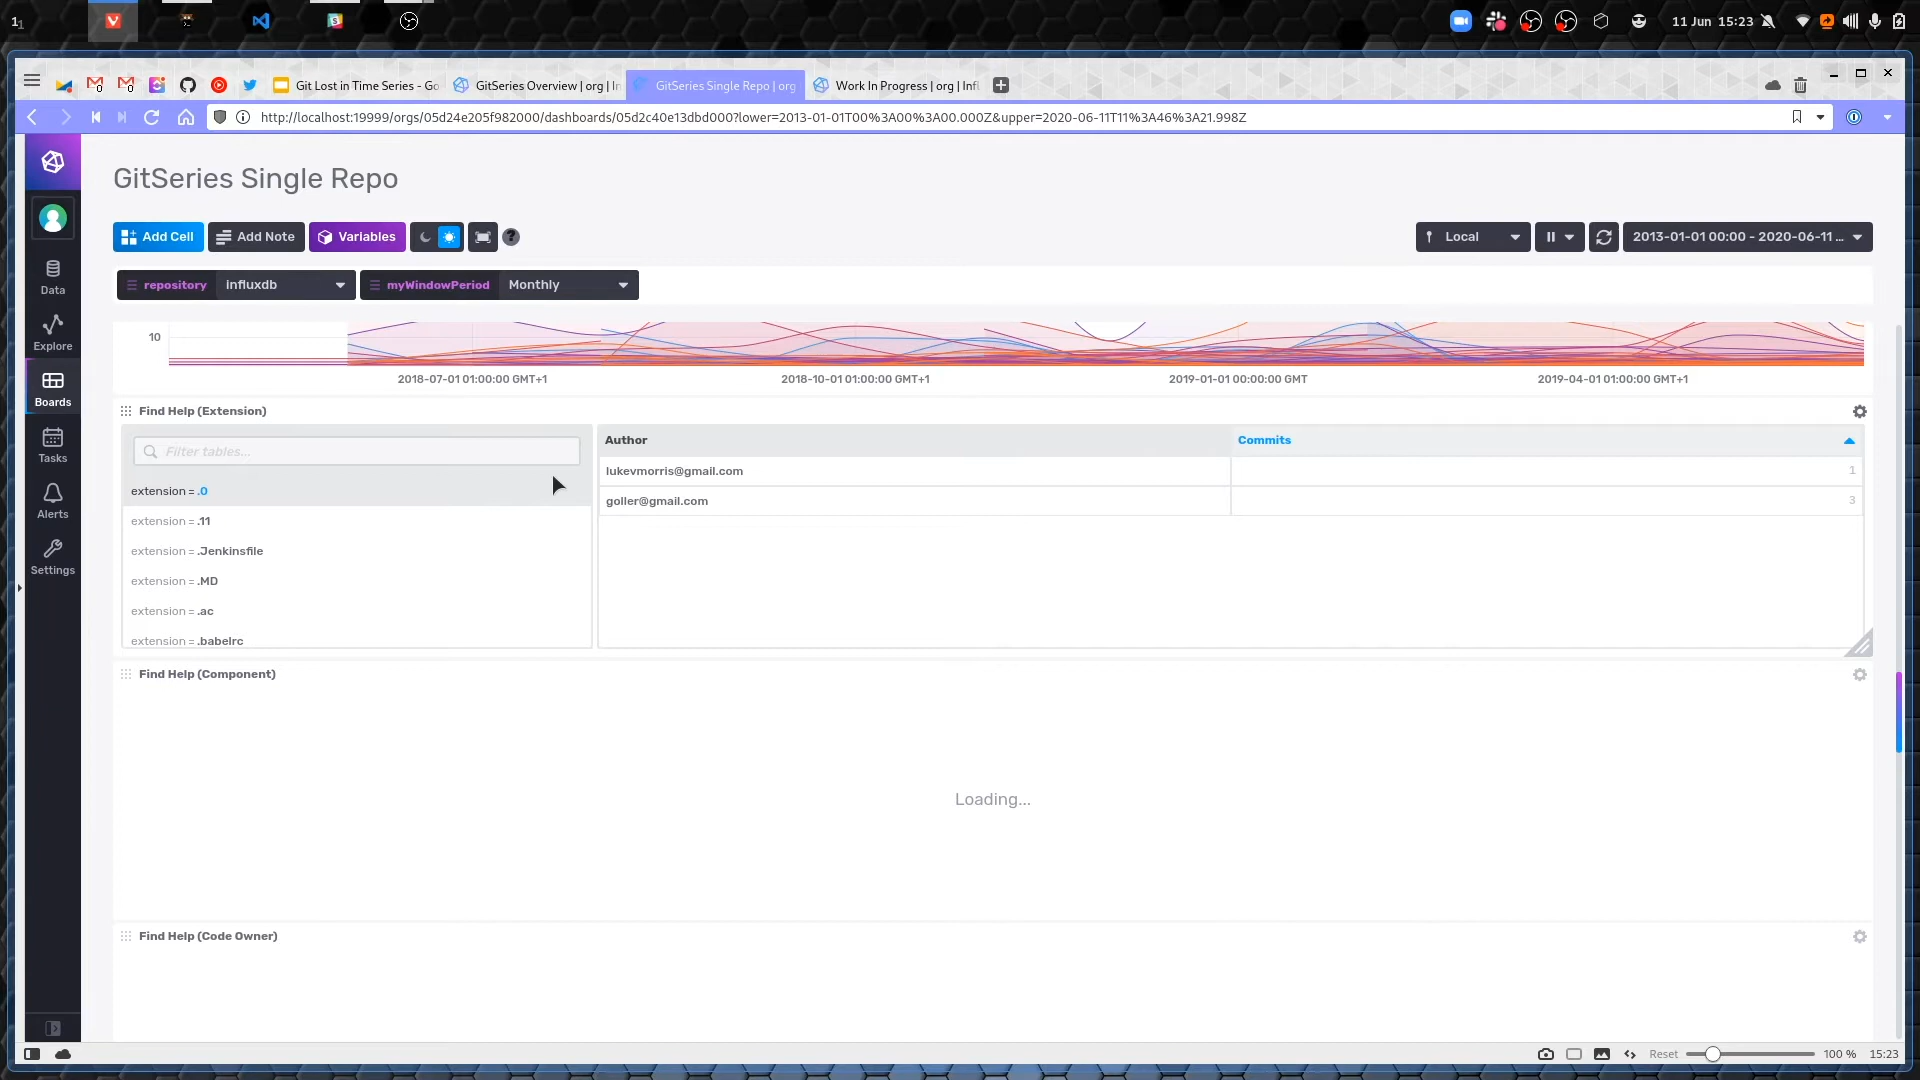 11 Jun 15:23
Git Lost in Time Series - Go
GitSeries Overview | org | In
GitSeries Single Repo | org
Work In Progress | org | Infl
http://localhost:19999/orgs/05d24e205f982000/dashboards/05d2c40e13dbd000?lower=2013-01-01T00%3A00%3A00.000Z&upper=2020-06-11T11%3A46%3A21.998Z
GitSeries Single Repo
Add Cell
Add Note
Variables
?
Local
2013-01-01 00:00 - 2020-06-11 ...
repository
influxdb
myWindowPeriod
Monthly
Data
Explore
Boards
Tasks
Alerts
Settings
10
2018-07-01 01:00:00 GMT+1
2018-10-01 01:00:00 GMT+1
2019-01-01 00:00:00 GMT
2019-04-01 01:00:00 GMT+1
Find Help (Extension)
Filter tables...
Author
Commits
extension = .0
lukevmorris@gmail.com
1
extension = .11
goller@gmail.com
3
extension = .Jenkinsfile
extension = .MD
extension = .ac
extension = .babelrc
Find Help (Component)
Loading...
Find Help (Code Owner)
Reset
100 %
15:23